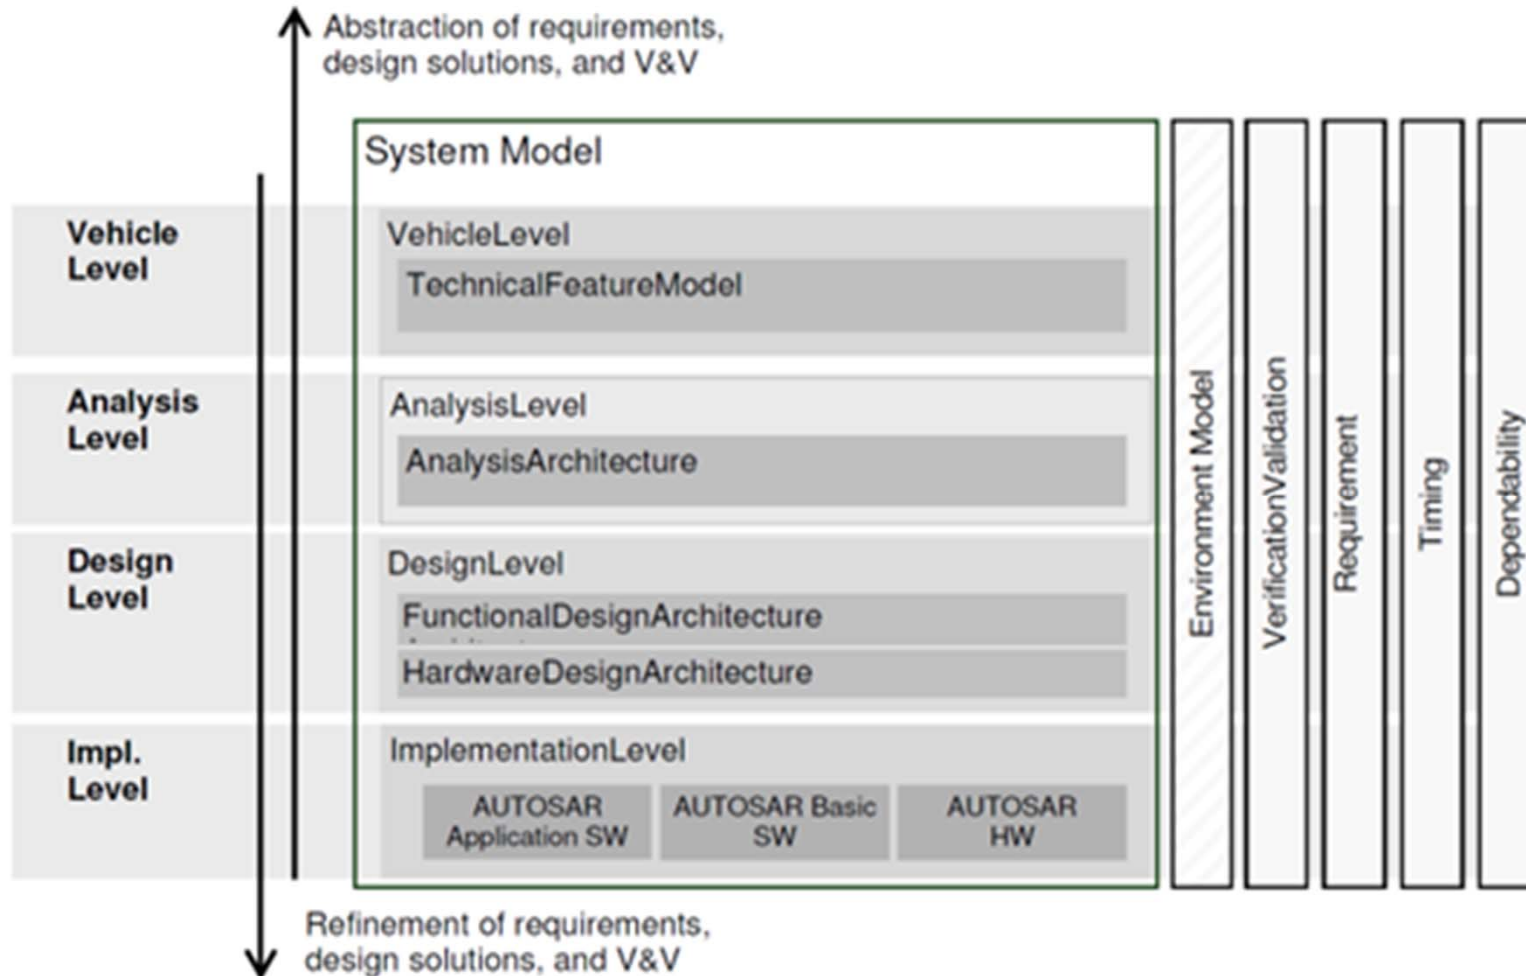 Abstraction of requirements,
design solutions, and V&V
System Model
Vehicle
Level
VehicleLevel
TechnicalFeatureModel
Analysis
Level
AnalysisLevel
AnalysisArchitecture
Design
Level
DesignLevel
FunctionalDesignArchitecture
HardwareDesignArchitecture
Impl.
Level
ImplementationLevel
AUTOSAR
Application SW
AUTOSAR Basic
SW
AUTOSAR
HW
Environment Model
VerificationValidation
Requirement
Timing
Dependability
Refinement of requirements,
design solutions, and V&V